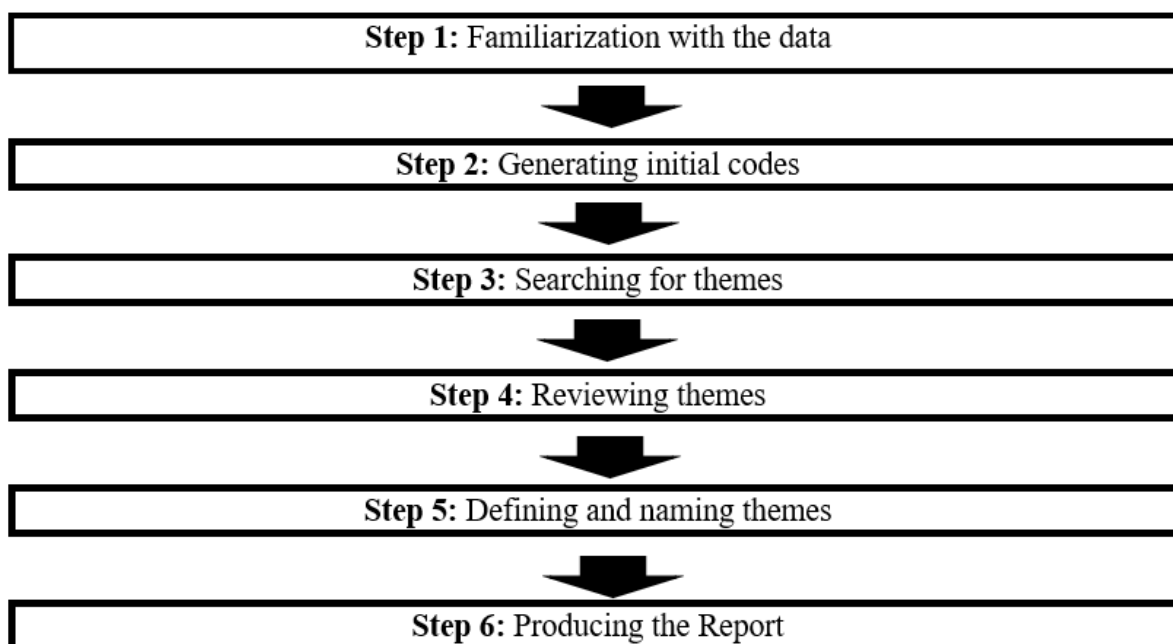 Step 1: Familiarization with the data
Step 2: Generating initial codes
Step 3: Searching for themes
Step 4: Reviewing themes
Step 5: Defining and naming themes
Step 6: Producing the Report